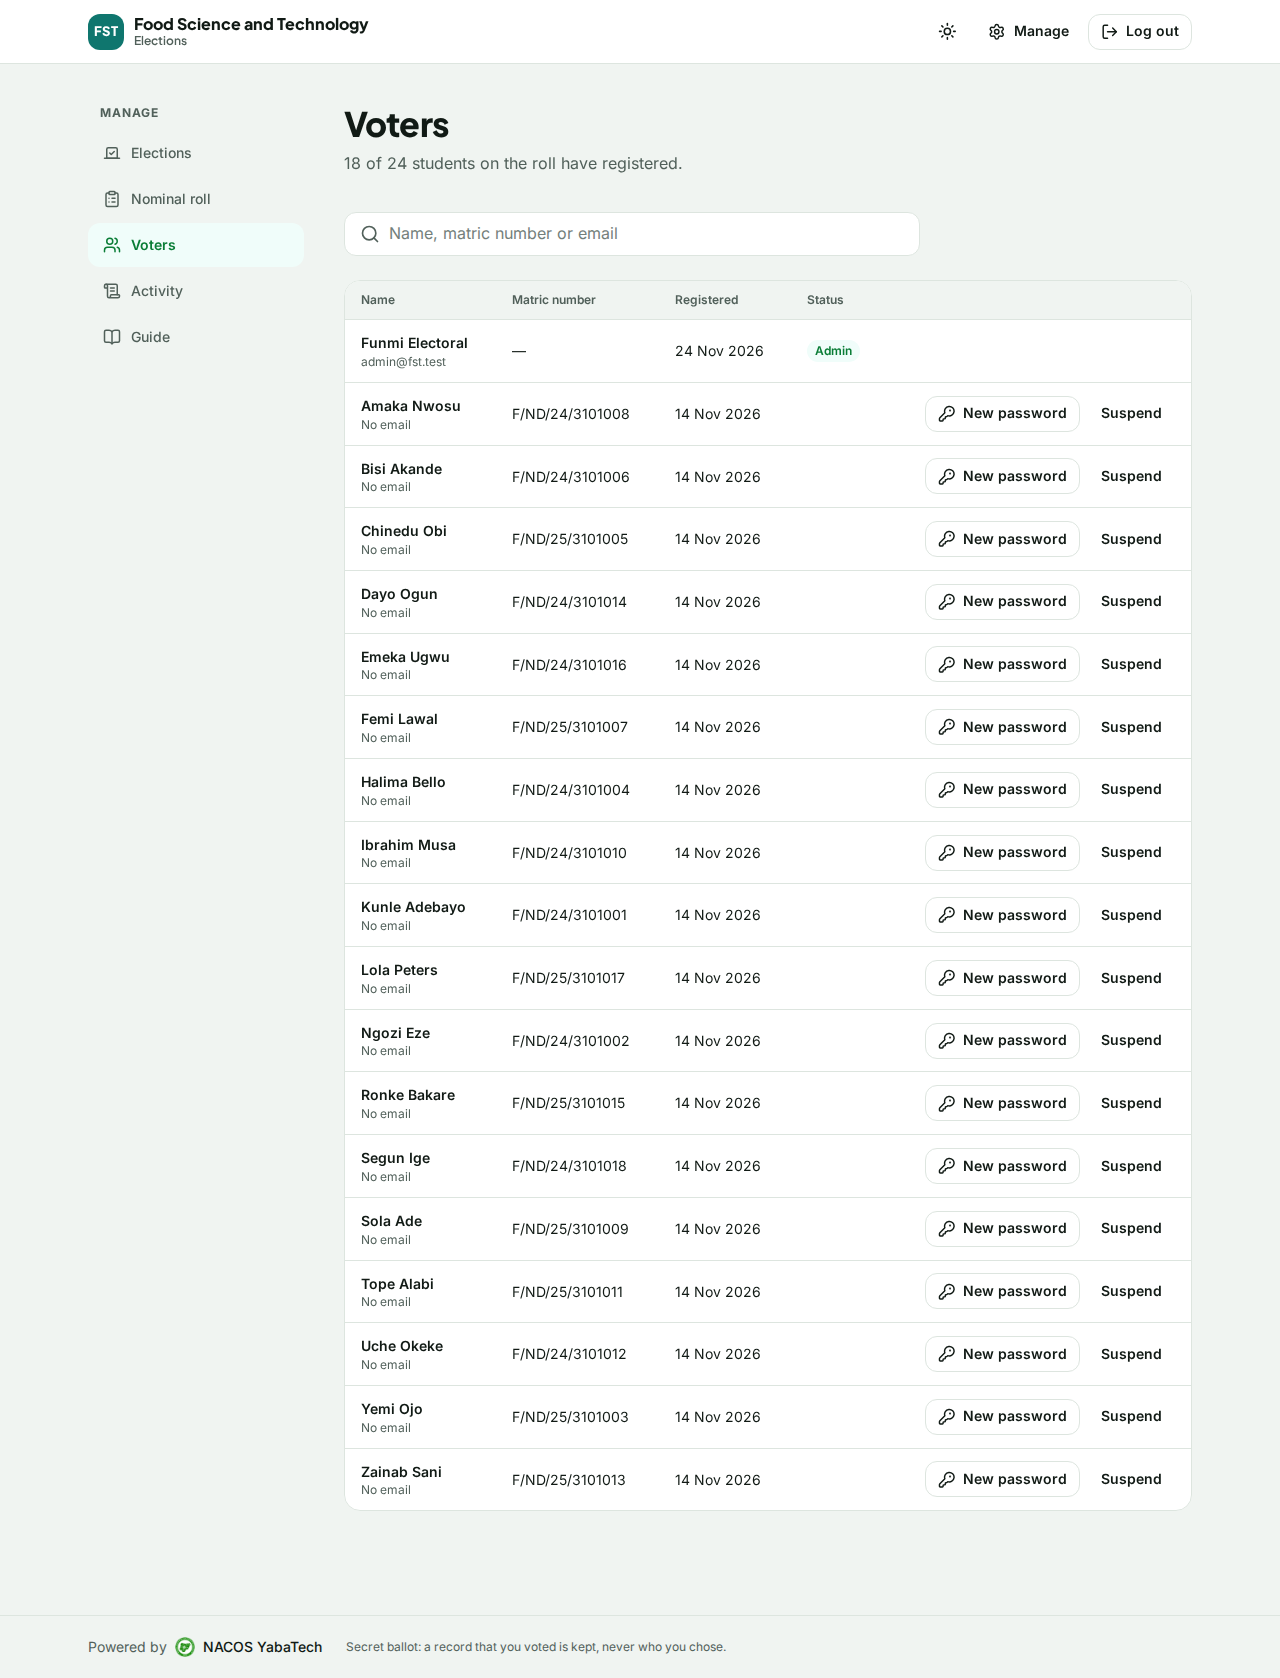 FST
Food Science and Technology
Elections
Manage
Log out
MANAGE
Elections
Nominal roll
Voters
Activity
Guide
Voters
18 of 24 students on the roll have registered.
Name, matric number or email
Name Matric number Registered Status
Funmi Electoral
admin@fst.test
— 24 Nov 2026 Admin
Amaka Nwosu
No email
F/ND/24/3101008 14 Nov 2026 New password Suspend
Bisi Akande
No email
F/ND/24/3101006 14 Nov 2026 New password Suspend
Chinedu Obi
No email
F/ND/25/3101005 14 Nov 2026 New password Suspend
Dayo Ogun
No email
F/ND/24/3101014 14 Nov 2026 New password Suspend
Emeka Ugwu
No email
F/ND/24/3101016 14 Nov 2026 New password Suspend
Femi Lawal
No email
F/ND/25/3101007 14 Nov 2026 New password Suspend
Halima Bello
No email
F/ND/24/3101004 14 Nov 2026 New password Suspend
Ibrahim Musa
No email
F/ND/24/3101010 14 Nov 2026 New password Suspend
Kunle Adebayo
No email
F/ND/24/3101001 14 Nov 2026 New password Suspend
Lola Peters
No email
F/ND/25/3101017 14 Nov 2026 New password Suspend
Ngozi Eze
No email
F/ND/24/3101002 14 Nov 2026 New password Suspend
Ronke Bakare
No email
F/ND/25/3101015 14 Nov 2026 New password Suspend
Segun Ige
No email
F/ND/24/3101018 14 Nov 2026 New password Suspend
Sola Ade
No email
F/ND/25/3101009 14 Nov 2026 New password Suspend
Tope Alabi
No email
F/ND/25/3101011 14 Nov 2026 New password Suspend
Uche Okeke
No email
F/ND/24/3101012 14 Nov 2026 New password Suspend
Yemi Ojo
No email
F/ND/25/3101003 14 Nov 2026 New password Suspend
Zainab Sani
No email
F/ND/25/3101013 14 Nov 2026 New password Suspend
Powered by NACOS YabaTech
Secret ballot: a record that you voted is kept, never who you chose.